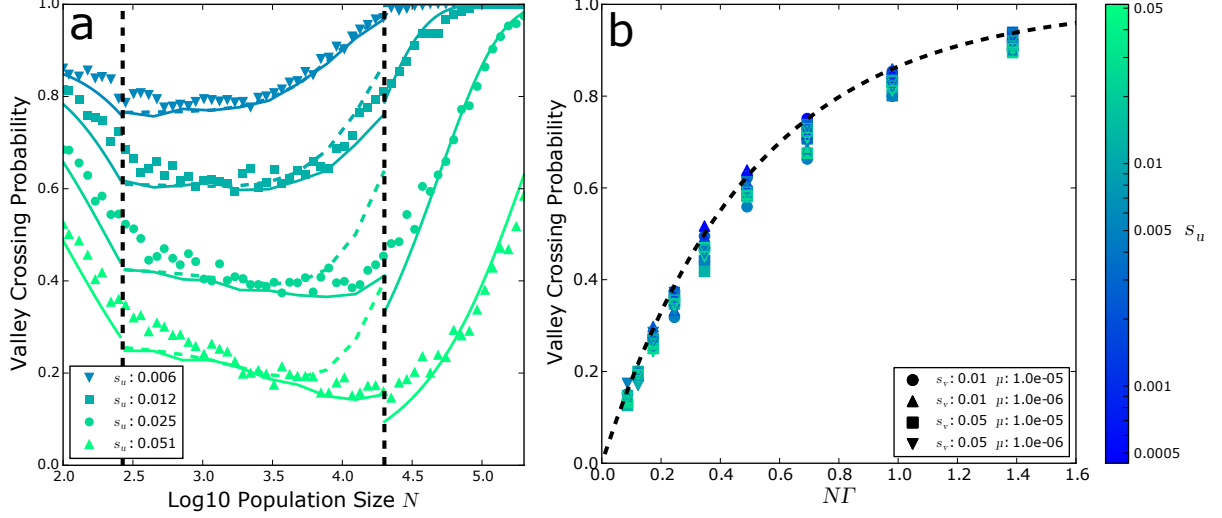 a
Valley Crossing Probability
1.0
0.8
0.6
0.4
0.2
0.0
2.0 2.5 3.0 3.5 4.0 4.5 5.0
Log10 Population Size N
s_u: 0.006
s_u: 0.012
s_u: 0.025
s_u: 0.051
b
Valley Crossing Probability
1.0
0.8
0.6
0.4
0.2
0.0
0.0 0.2 0.4 0.6 0.8 1.0 1.2 1.4 1.6
NΓ
s_v: 0.01 μ: 1.0e-05
s_v: 0.01 μ: 1.0e-06
s_v: 0.05 μ: 1.0e-05
s_v: 0.05 μ: 1.0e-06
0.05
0.01
0.005
0.001
0.0005
s_u